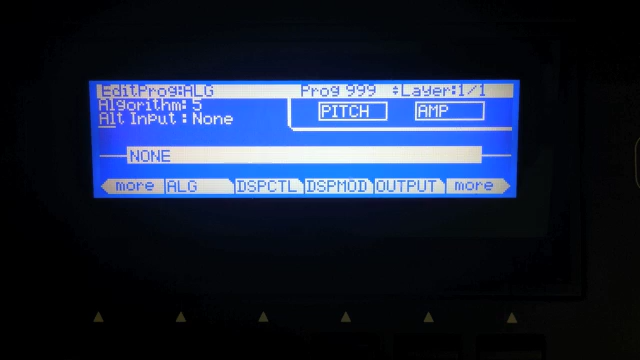 EditProg:ALG Prog 999 ÷Layer:1/1
Algorithm: 5
Alt Input : None
PITCH AMP
NONE
more ALG DSPCTL DSPMOD OUTPUT more